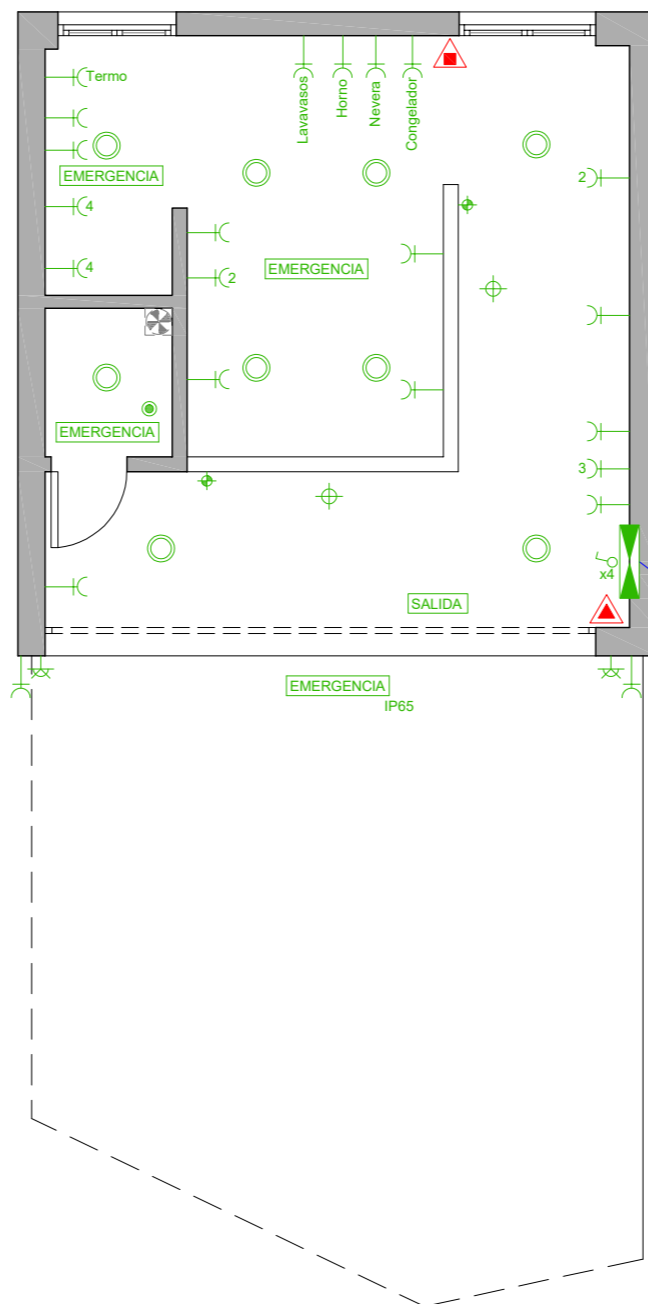 Termo
Lavavasos
Horno
Nevera
Congelador
EMERGENCIA
2
4
4
2
EMERGENCIA
EMERGENCIA
3
x4
SALIDA
EMERGENCIA
IP65